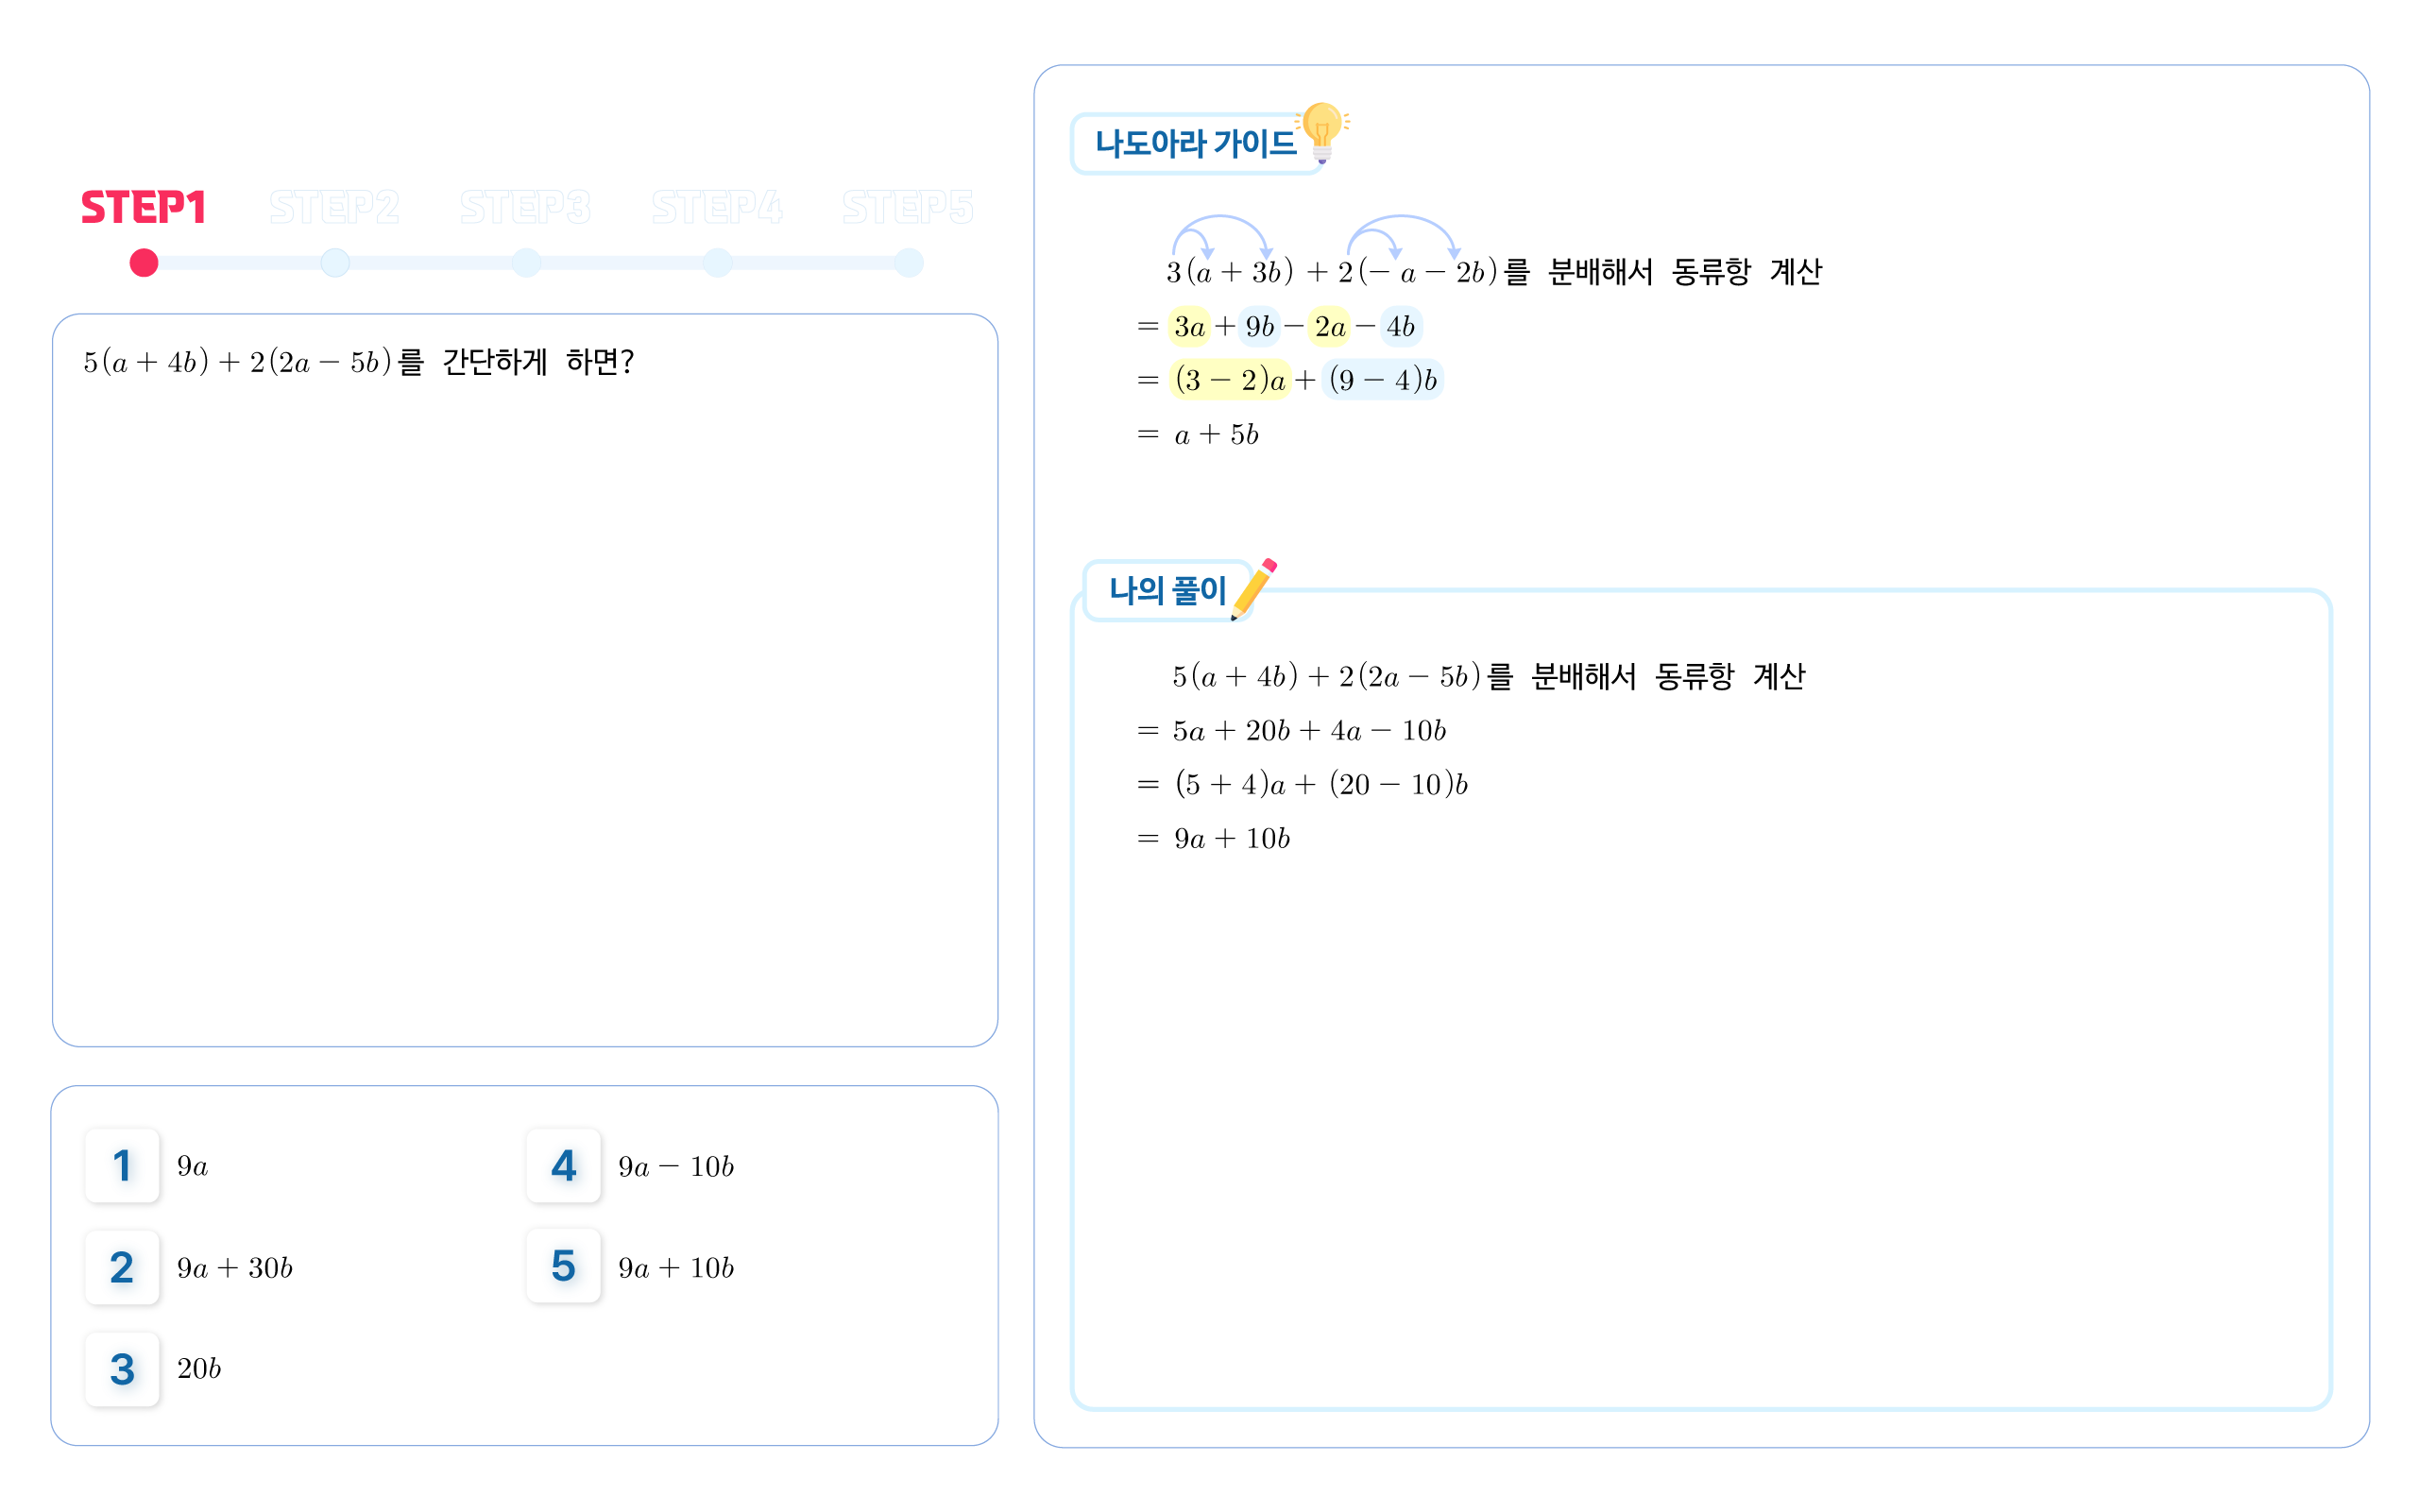 STEP1 STEP2 STEP3 STEP4 STEP5
5(a + 4b) + 2(2a − 5b)를 간단하게 하면?
1 9a
2 9a + 30b
3 20b
4 9a − 10b
5 9a + 10b
나도아라 가이드
3(a + 3b) + 2(− a − 2b)를 분배해서 동류항 계산
= 3a + 9b − 2a − 4b
= (3 − 2)a + (9 − 4)b
= a + 5b
나의 풀이
5(a + 4b) + 2(2a − 5b)를 분배해서 동류항 계산
= 5a + 20b + 4a − 10b
= (5 + 4)a + (20 − 10)b
= 9a + 10b